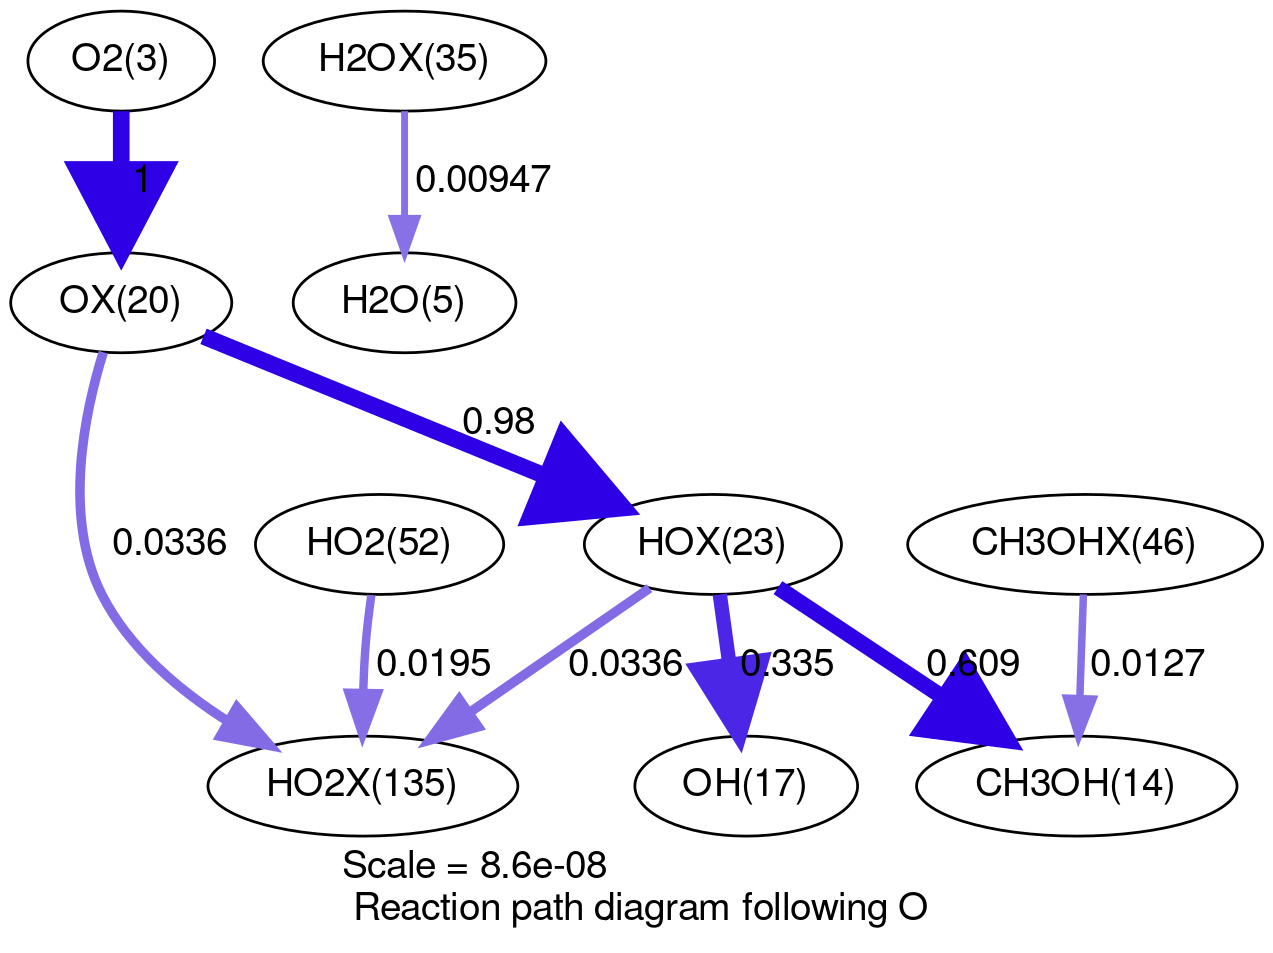 O2(3)
H2OX(35)
1
0.00947
OX(20)
H2O(5)
0.98
0.0336
HO2(52)
HOX(23)
CH3OHX(46)
0.0195
0.0336
0.335
0.609
0.0127
HO2X(135)
OH(17)
CH3OH(14)
Scale = 8.6e-08
Reaction path diagram following O